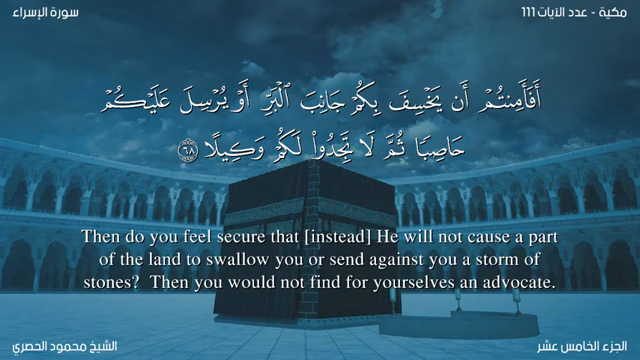 سورة الإسراء
مكية - عدد الآيات 111
أَفَأَمِنتُمْ أَن يَخْسِفَ بِكُمْ جَانِبَ ٱلْبَرِّ أَوْ يُرْسِلَ عَلَيْكُمْ
حَاصِبًا ثُمَّ لَا تَجِدُوا۟ لَكُمْ وَكِيلًا ٦٨
Then do you feel secure that [instead] He will not cause a part
of the land to swallow you or send against you a storm of
stones? Then you would not find for yourselves an advocate.
الشيخ محمود الحصري
الجزء الخامس عشر